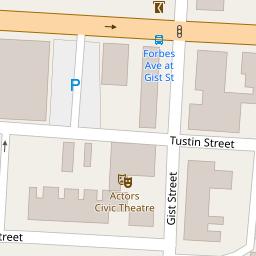 Forbes
Ave at
Gist St
P
Tustin Street
Actors
Civic Theatre
Gist Street
treet